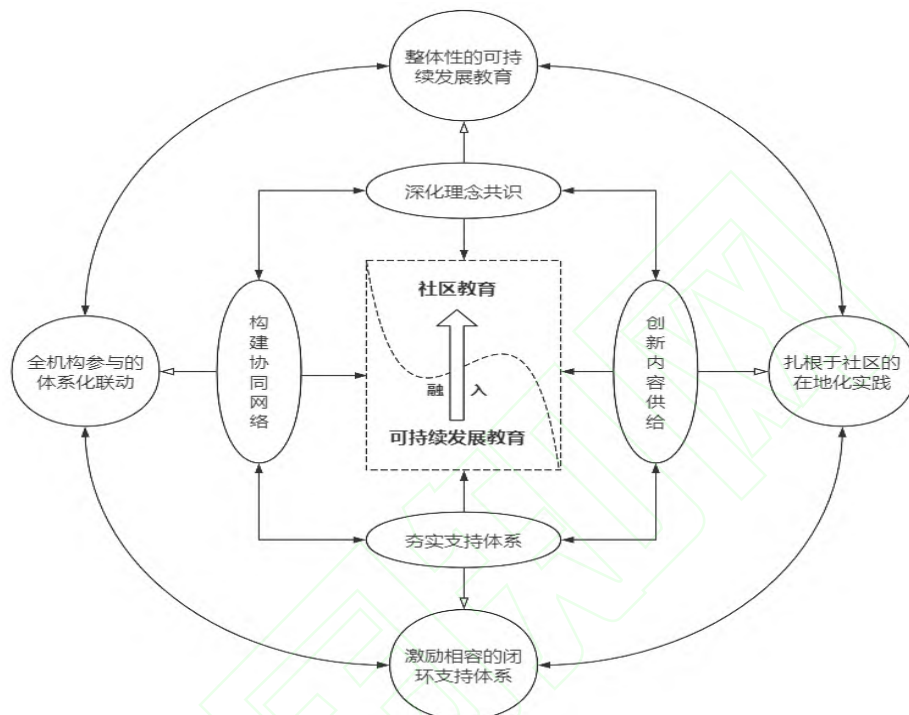 整体性的可持
续发展教育
深化理念共识
社区教育
构建协同网络
融 入
创新内容供给
全机构参与的
体系化联动
扎根于社区的
在地化实践
可持续发展教育
夯实支持体系
激励相容的闭
环支持体系